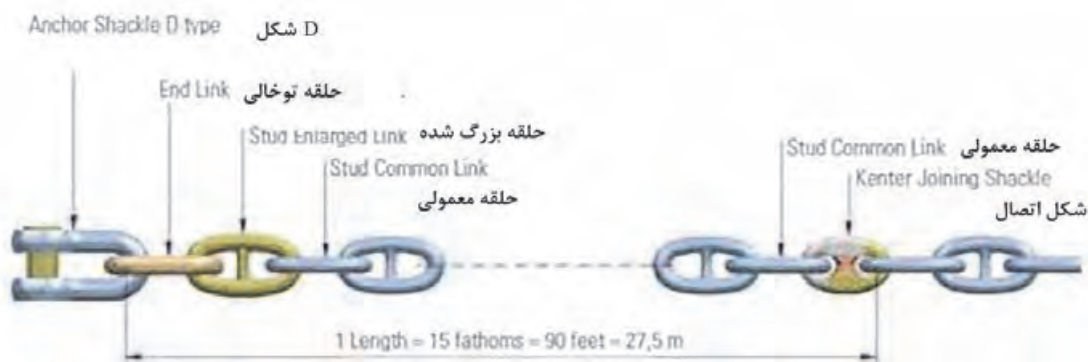 Anchor Shackle D type D شکل
End Link حلقه توخالی
Stud Enlarged Link حلقه بزرگ شده
Stud Common Link
حلقه معمولی
Stud Common Link حلقه معمولی
Kenter Joining Shackle
شکل اتصال
1 Length = 15 fathoms = 90 feet = 27,5 m